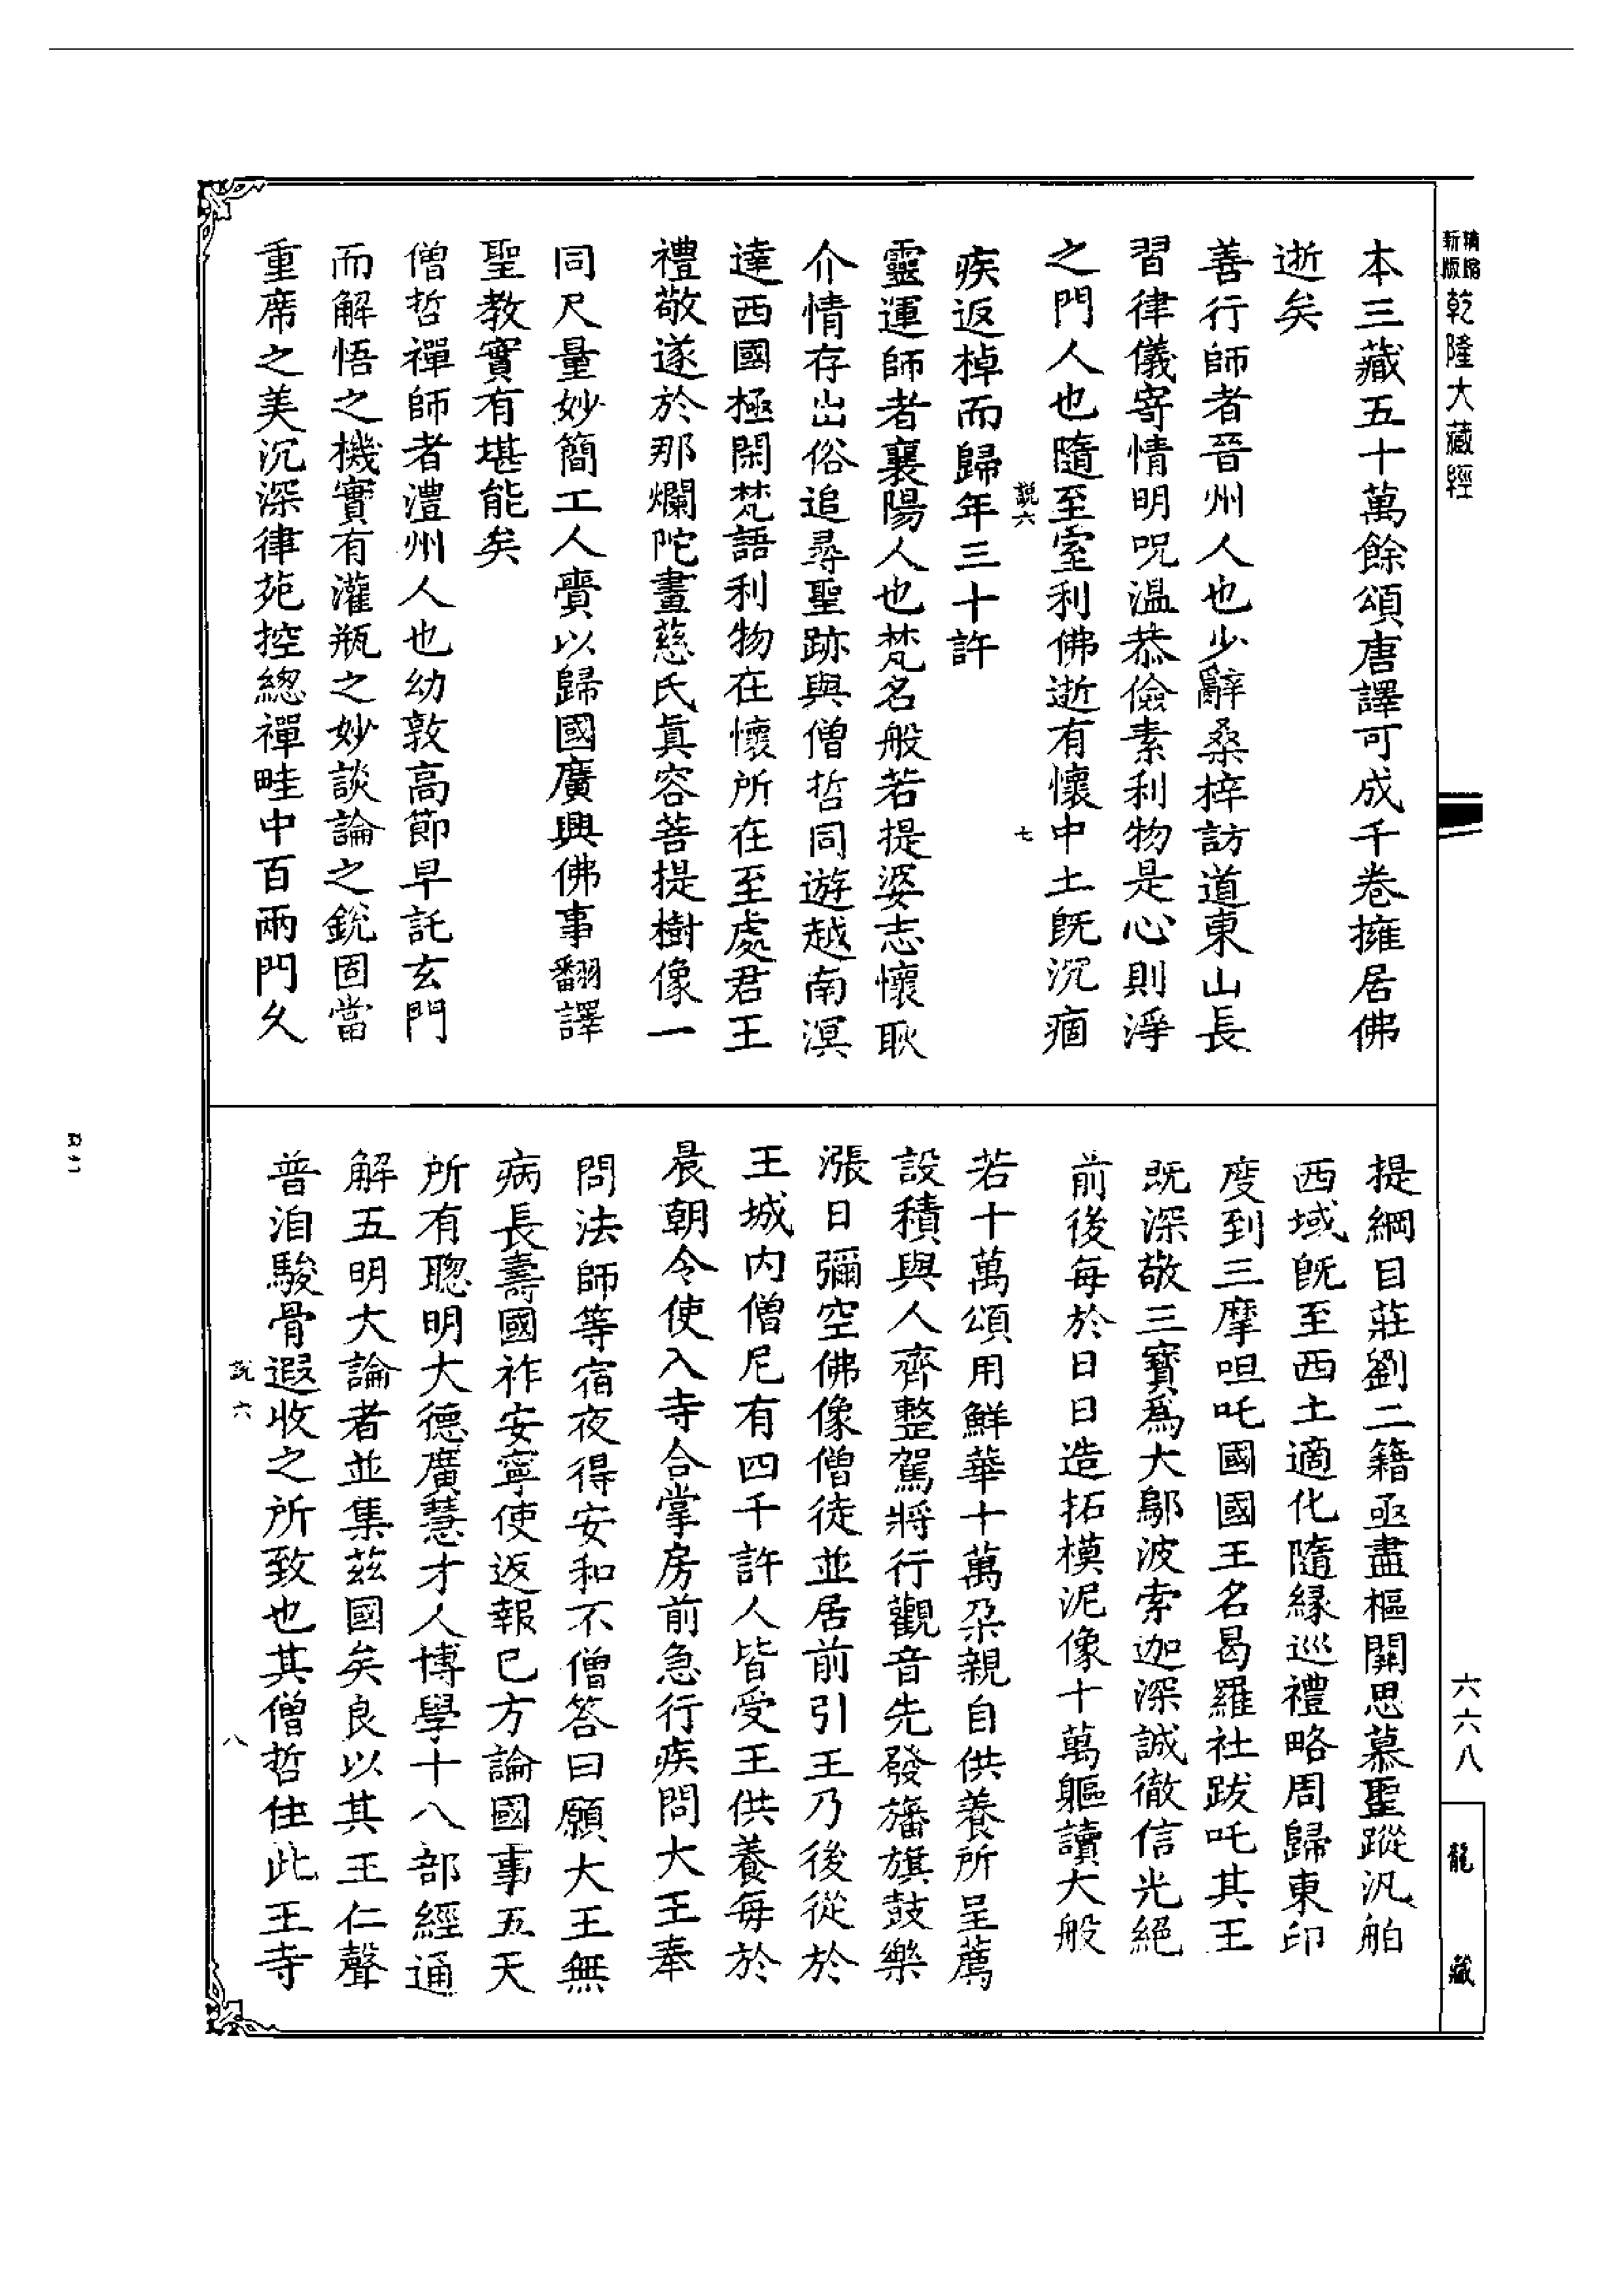 新版精縮乾隆大藏經
本三藏五十萬餘頌唐譯可成千卷擁居佛
逝矣
善行師者晉州人也少辭桑梓訪道東山長
習律儀寄情明呪温恭儉素利物是心則淨
之門人也隨至室利佛逝有懷中土既沉痼
說六
七
疾返棹而歸年三十許
靈運師者襄陽人也梵名般若提婆志懷耿
介情存出俗追尋聖跡與僧哲同遊越南溟
達西國極閑梵語利物在懷所在至處君王
禮敬遂於那爛陀畫慈氏真容菩提樹像一
同尺量妙簡工人賷以歸國廣興佛事翻譯
聖教實有堪能矣
僧哲禪師者澧州人也幼敦高節早託玄門
而解悟之機實有灌瓶之妙談論之銳固當
重席之美沉深律苑控總禪畦中百兩門久
提綱目莊劉二籍亟盡樞關思慕聖蹤汎舶
西域既至西土適化隨緣巡禮略周歸東印
度到三摩呾吒國國王名曷羅社跋吒其王
既深敬三寶為大鄔波索迦深誠徹信光絕
前後每於日日造拓模泥像十萬軀讀大般
若十萬頌用鮮華十萬朵親自供養所呈薦
設積與人齊整駕將行觀音先發旛旗鼓樂
漲日彌空佛像僧徒並居前引王乃後從於
王城內僧尼有四千許人皆受王供養每於
晨朝令使入寺合掌房前急行疾問大王奉
問法師等宿夜得安和不僧答曰願大王無
病長壽國祚安寧使返報已方論國事五天
所有聰明大德廣慧才人博學十八部經通
解五明大論者並集茲國矣良以其王仁聲
普洎駿骨遐收之所致也其僧哲住此王寺
說六
八
六六八
龍藏